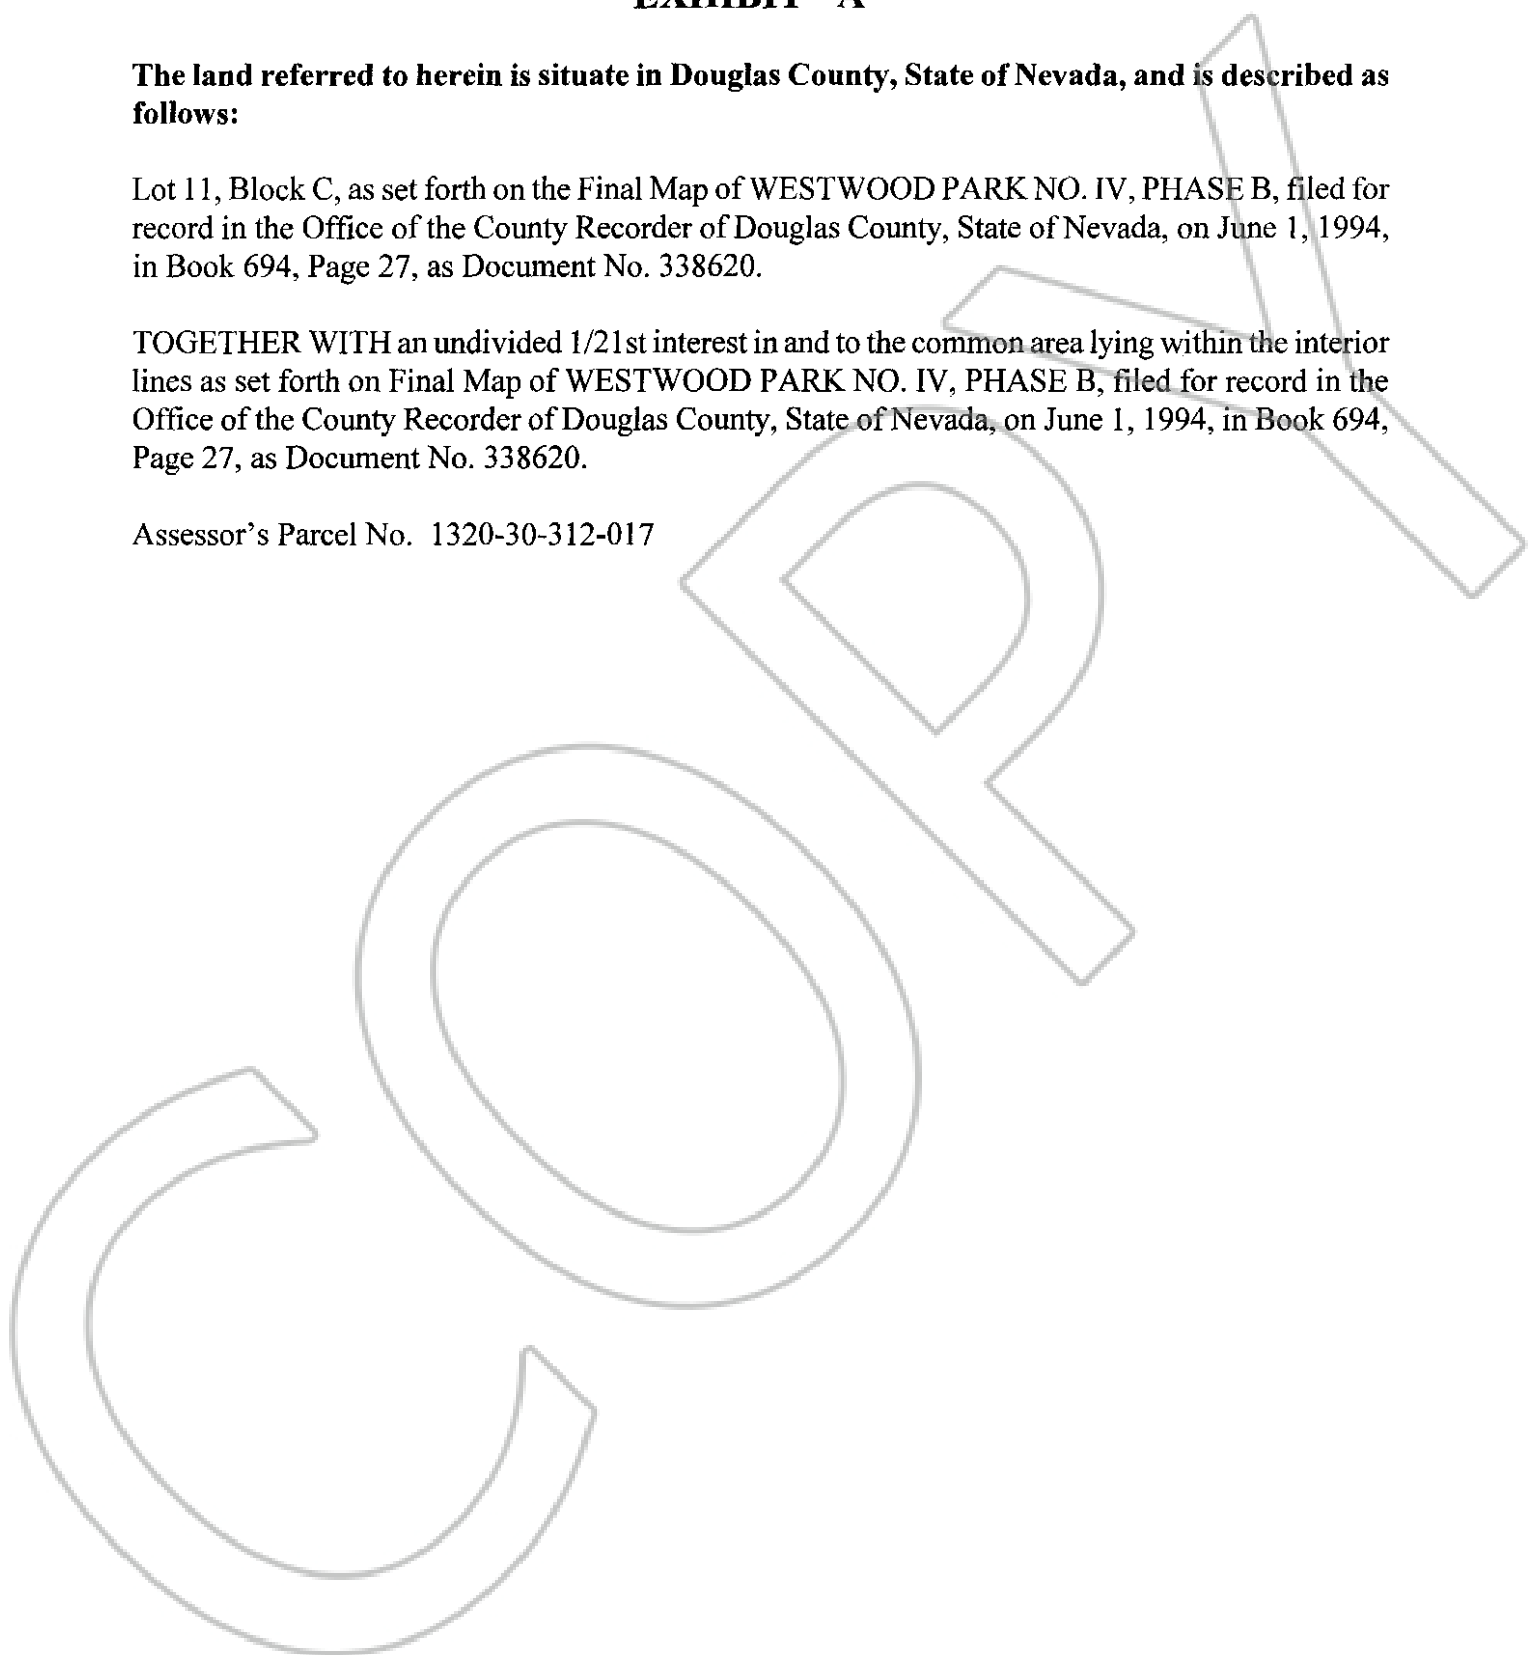 EXHIBIT "A"
The land referred to herein is situate in Douglas County, State of Nevada, and is described as
follows:
Lot 11, Block C, as set forth on the Final Map of WESTWOOD PARK NO. IV, PHASE B, filed for
record in the Office of the County Recorder of Douglas County, State of Nevada, on June 1, 1994,
in Book 694, Page 27, as Document No. 338620.
TOGETHER WITH an undivided 1/21st interest in and to the common area lying within the interior
lines as set forth on Final Map of WESTWOOD PARK NO. IV, PHASE B, filed for record in the
Office of the County Recorder of Douglas County, State of Nevada, on June 1, 1994, in Book 694,
Page 27, as Document No. 338620.
Assessor’s Parcel No. 1320-30-312-017
COPY